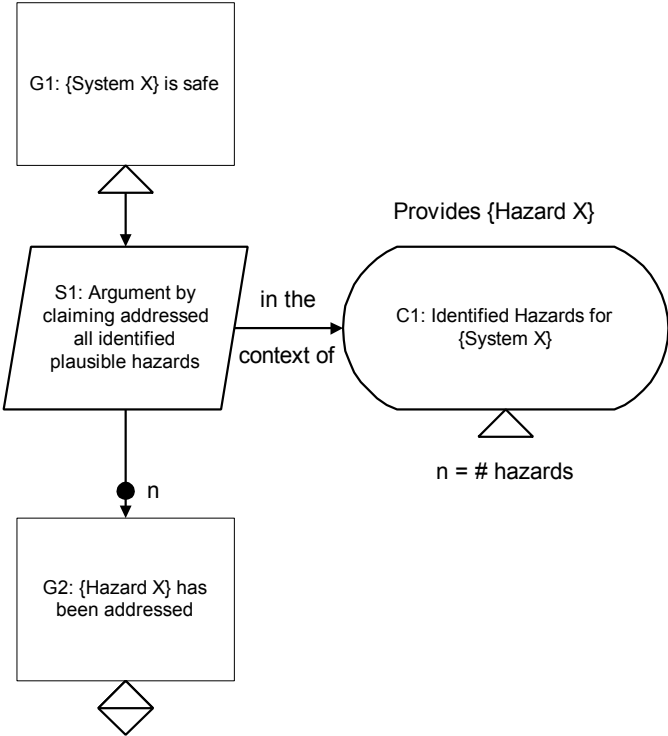 G1: {System X} is safe
Provides {Hazard X}
S1: Argument by
claiming addressed
all identified
plausible hazards
in the
context of
C1: Identified Hazards for
{System X}
n = # hazards
n
G2: {Hazard X} has
been addressed